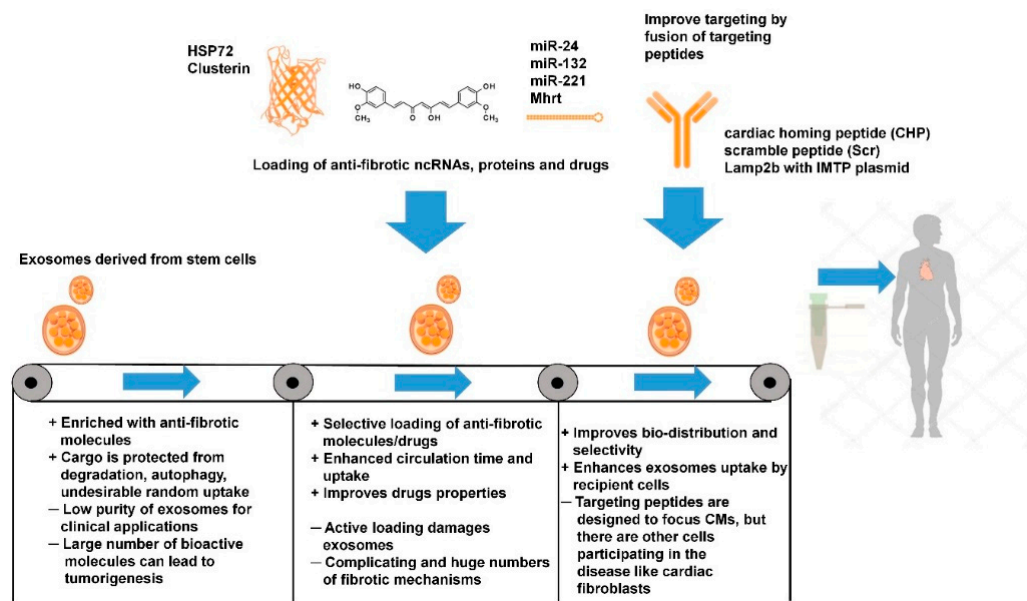 HSP72
Clusterin
HO
OCH3
O
OH
OH
OCH3
miR-24
miR-132
miR-221
Mhrt
Improve targeting by
fusion of targeting
peptides
cardiac homing peptide (CHP)
scramble peptide (Scr)
Lamp2b with IMTP plasmid
Loading of anti-fibrotic ncRNAs, proteins and drugs
Exosomes derived from stem cells
+ Enriched with anti-fibrotic
molecules
+ Cargo is protected from
degradation, autophagy,
undesirable random uptake
— Low purity of exosomes for
clinical applications
— Large number of bioactive
molecules can lead to
tumorigenesis
+ Selective loading of anti-fibrotic
molecules/drugs
+ Enhanced circulation time and
uptake
+ Improves drugs properties
— Active loading damages
exosomes
— Complicating and huge numbers
of fibrotic mechanisms
+ Improves bio-distribution and
selectivity
+ Enhances exosomes uptake by
recipient cells
— Targeting peptides are
designed to focus CMs, but
there are other cells
participating in the
disease like cardiac
fibroblasts